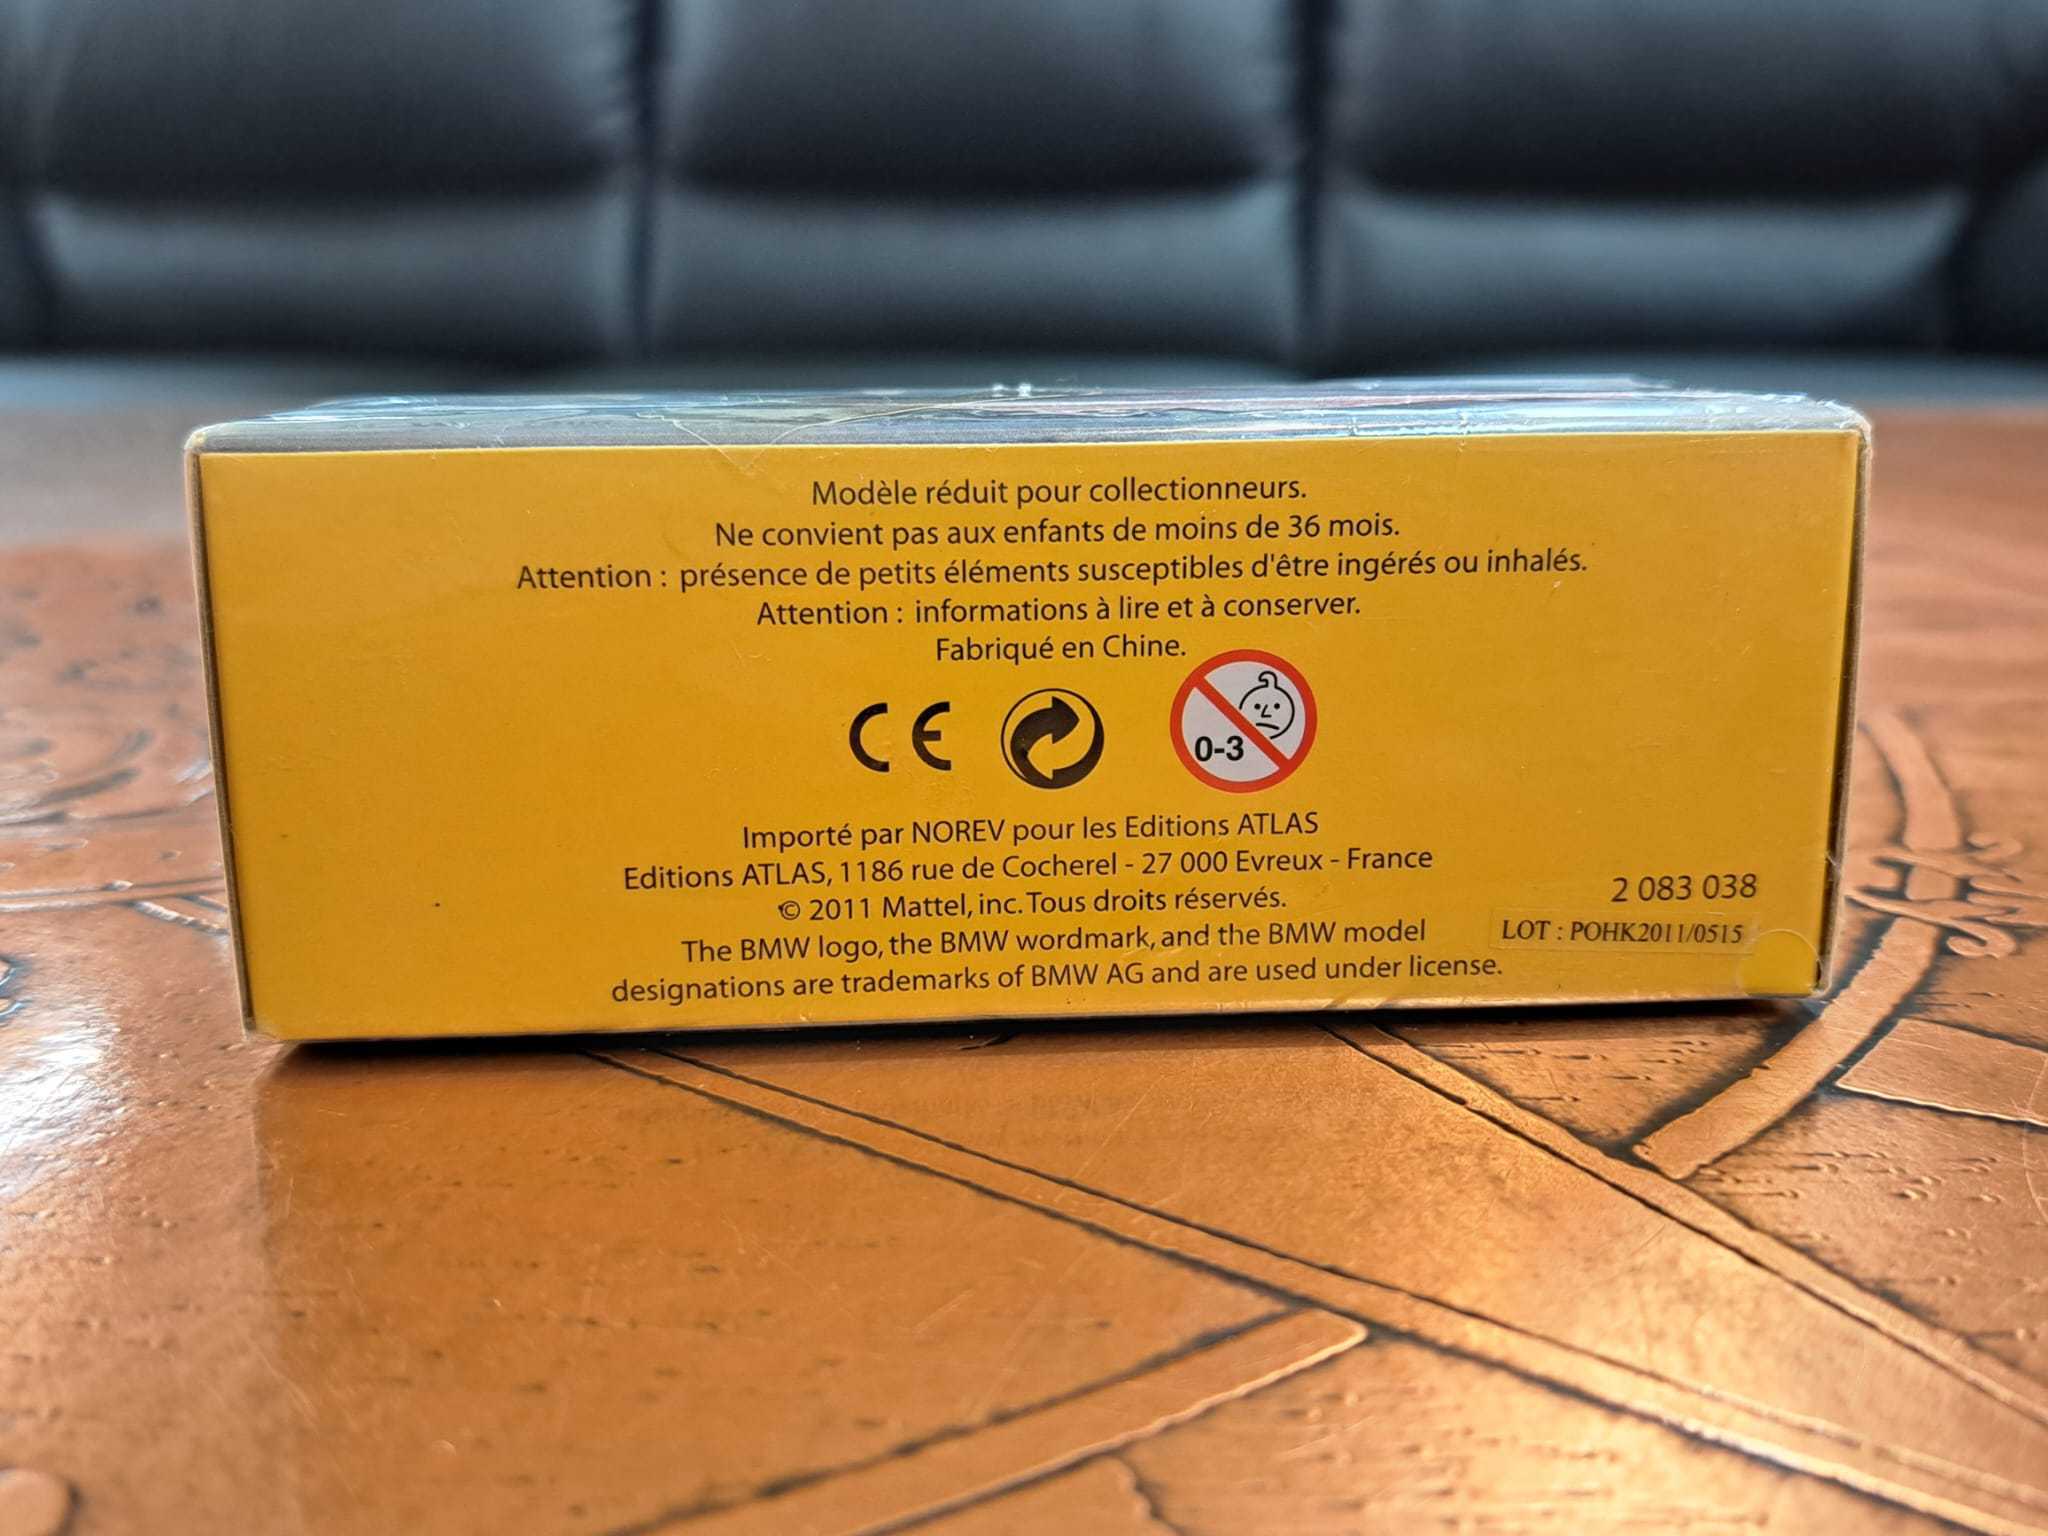 Modèle réduit pour collectionneurs.
Ne convient pas aux enfants de moins de 36 mois.
Attention : présence de petits éléments susceptibles d'être ingérés ou inhalés.
Attention : informations à lire et à conserver.
Fabriqué en Chine.
CE
0-3
Importé par NOREV pour les Editions ATLAS
Editions ATLAS, 1186 rue de Cocherel - 27 000 Evreux - France
© 2011 Mattel, inc. Tous droits réservés.
The BMW logo, the BMW wordmark, and the BMW model
designations are trademarks of BMW AG and are used under license.
2 083 038
LOT : POHK2011/0515